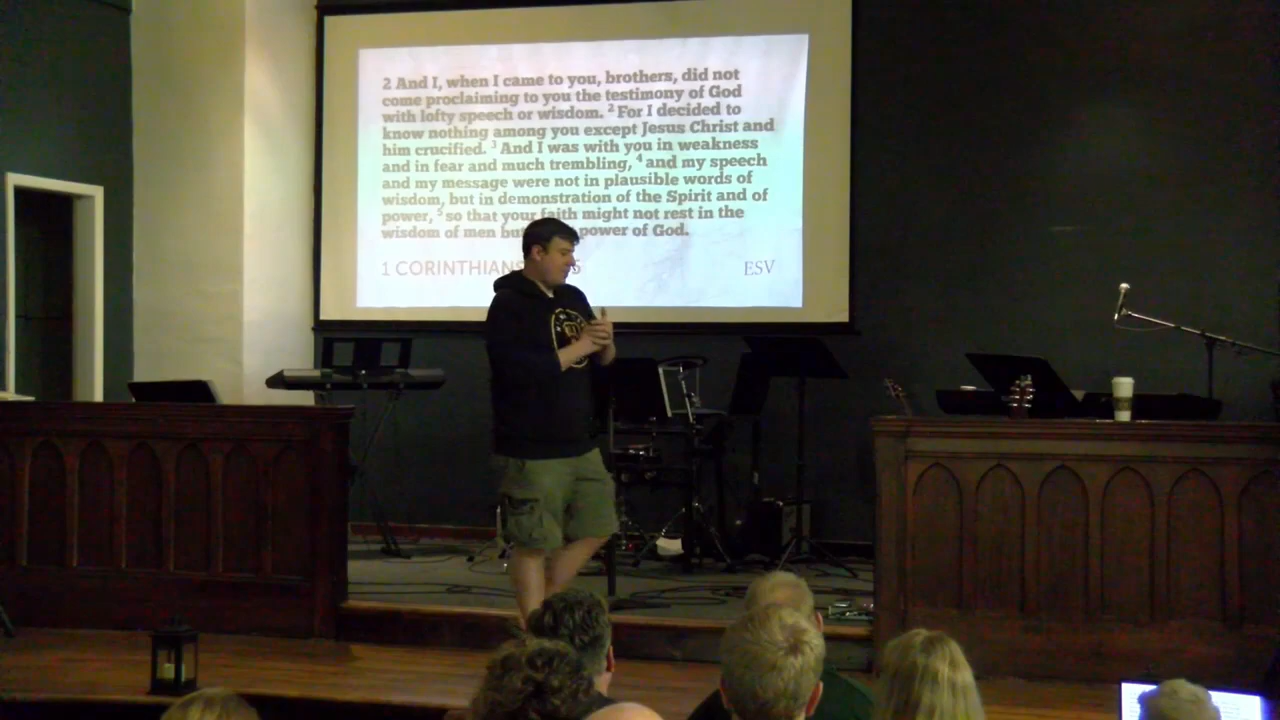 2 And I, when I came to you, brothers, did not
come proclaiming to you the testimony of God
with lofty speech or wisdom. 2 For I decided to
know nothing among you except Jesus Christ and
him crucified. 3 And I was with you in weakness
and in fear and much trembling, 4 and my speech
and my message were not in plausible words of
wisdom, but in demonstration of the Spirit and of
power, 5 so that your faith might not rest in the
wisdom of men but power of God.
1 CORINTHIANS
ESV